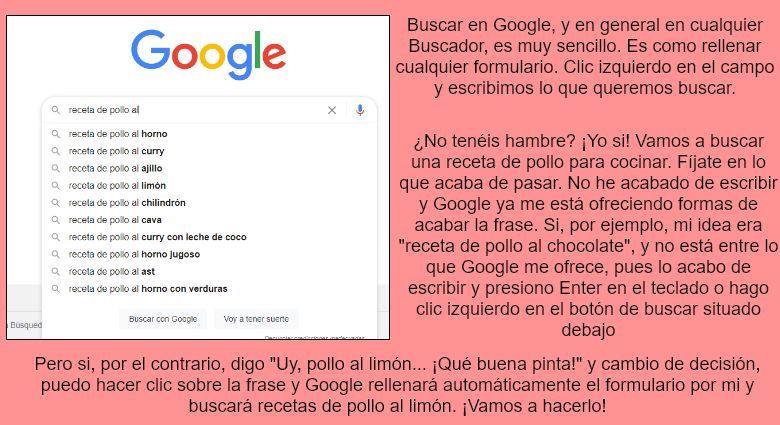 Google
receta de pollo al
receta de pollo al horno
receta de pollo al curry
receta de pollo al ajillo
receta de pollo al limón
receta de pollo al chilindrón
receta de pollo al cava
receta de pollo al curry con leche de coco
receta de pollo al horno jugoso
receta de pollo al ast
receta de pollo al horno con verduras
Búsqued
Buscar con Google
Voy a tener suerte
Buscar en Google, y en general en cualquier
Buscador, es muy sencillo. Es como rellenar
cualquier formulario. Clic izquierdo en el campo
y escribimos lo que queremos buscar.
¿No tenéis hambre? ¡Yo si! Vamos a buscar
una receta de pollo para cocinar. Fíjate en lo
que acaba de pasar. No he acabado de escribir
y Google ya me está ofreciendo formas de
acabar la frase. Si, por ejemplo, mi idea era
"receta de pollo al chocolate", y no está entre lo
que Google me ofrece, pues lo acabo de
escribir y presiono Enter en el teclado o hago
clic izquierdo en el botón de buscar situado
debajo
Pero si, por el contrario, digo "Uy, pollo al limón... ¡Qué buena pinta!" y cambio de decisión,
puedo hacer clic sobre la frase y Google rellenará automáticamente el formulario por mi y
buscará recetas de pollo al limón. ¡Vamos a hacerlo!